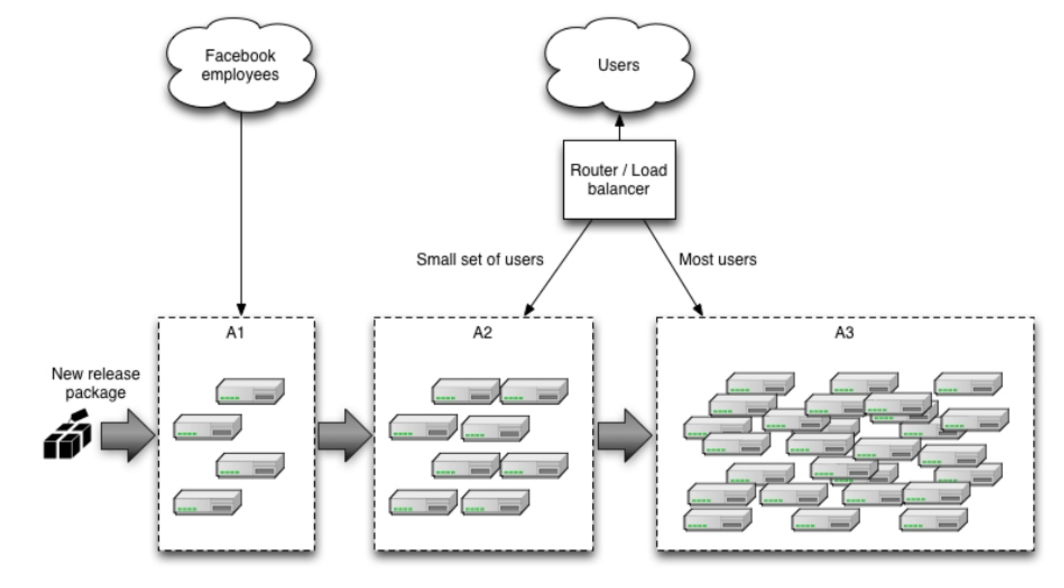 Facebook
employees
Users
Router / Load
balancer
Small set of users
Most users
A1
A2
A3
New release
package